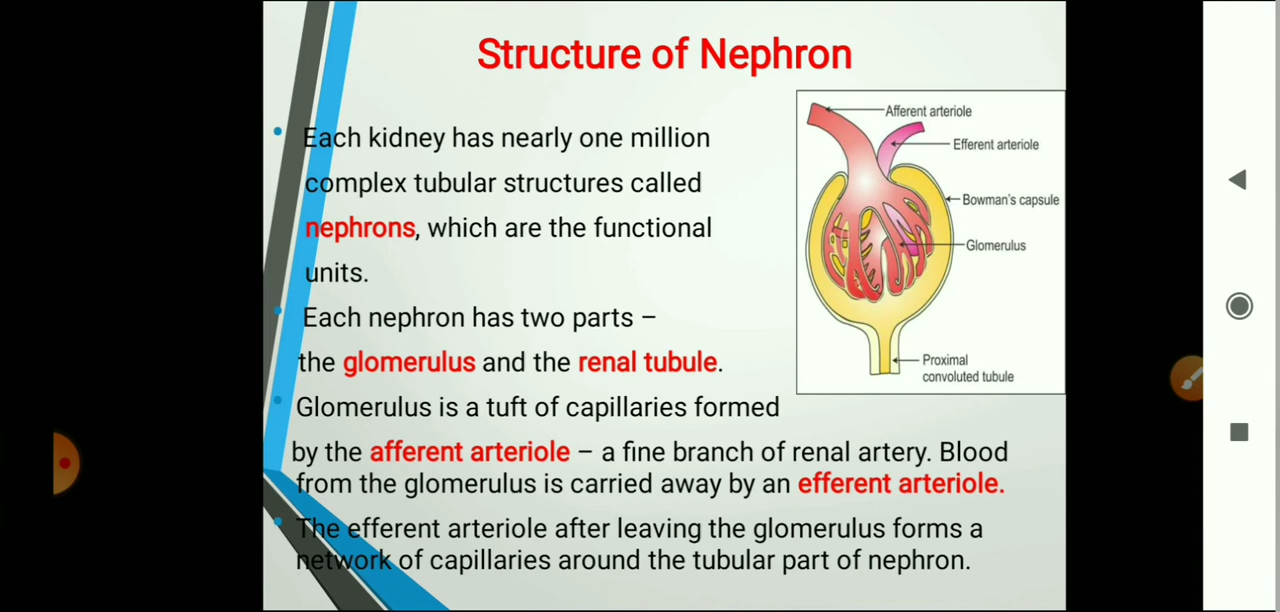 Structure of Nephron
Each kidney has nearly one million
complex tubular structures called
nephrons, which are the functional
units.
Each nephron has two parts –
the glomerulus and the renal tubule.
Glomerulus is a tuft of capillaries formed
by the afferent arteriole – a fine branch of renal artery. Blood
from the glomerulus is carried away by an efferent arteriole.
The efferent arteriole after leaving the glomerulus forms a
network of capillaries around the tubular part of nephron.
Afferent arteriole
Efferent arteriole
Bowman's capsule
Glomerulus
Proximal
convoluted tubule